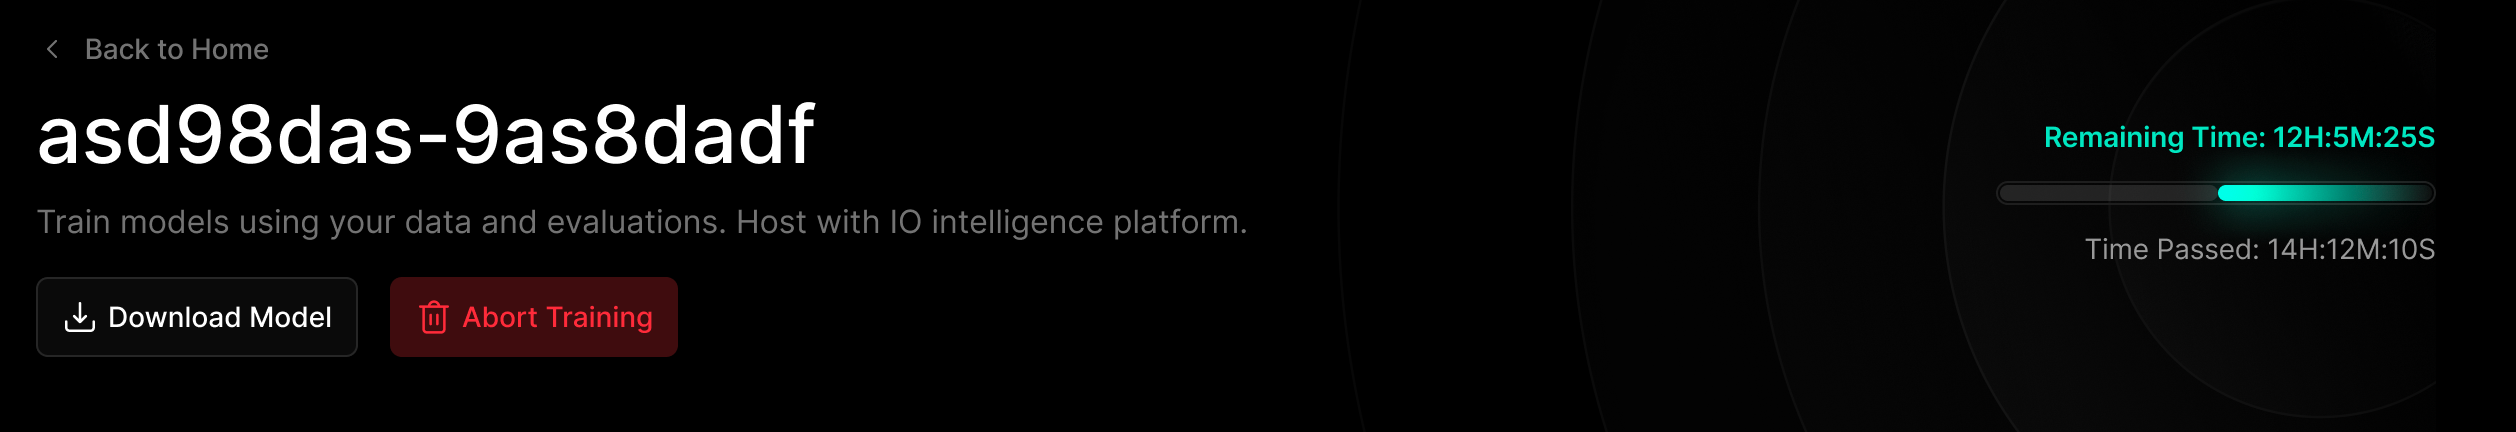 Back to Home
asd98das-9as8dadf
Train models using your data and evaluations. Host with IO intelligence platform.
Download Model
Abort Training
Remaining Time: 12H:5M:25S
Time Passed: 14H:12M:10S